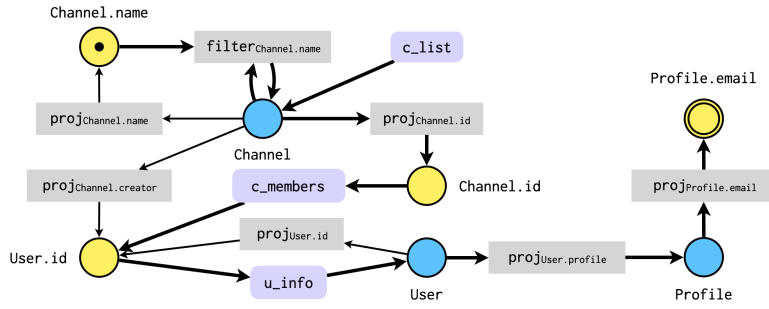 Channel.name
filterChannel.name
c_list
Profile.email
projChannel.name
projChannel.id
Channel
projChannel.creator
c_members
Channel.id
projProfile.email
projUser.id
User.id
projUser.profile
u_info
User
Profile